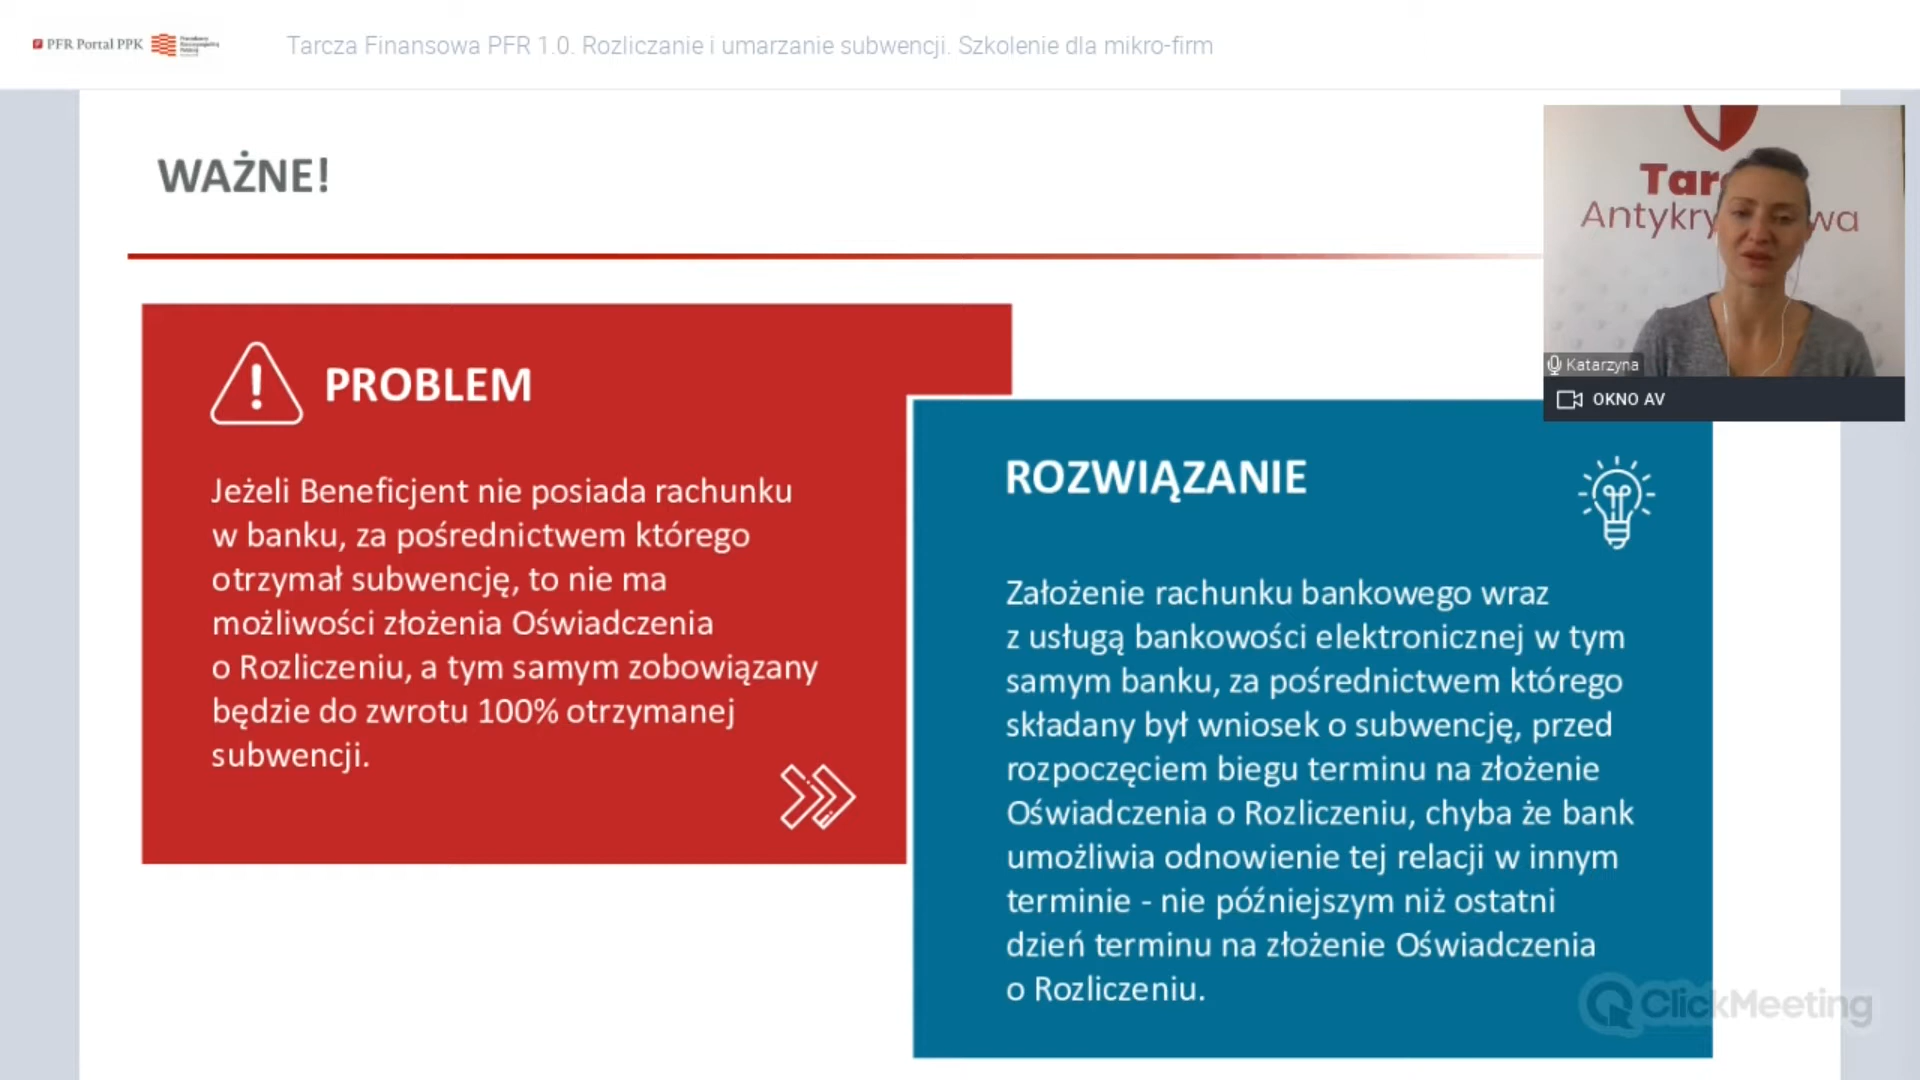 PFR Portal PPK
Tarcza Finansowa PFR 1.0. Rozliczanie i umarzanie subwencji. Szkolenie dla mikro-firm
WAŻNE!
Tar
Antykry wa
Katarzyna
OKNO AV
PROBLEM
Jeżeli Beneficjent nie posiada rachunku
w banku, za pośrednictwem którego
otrzymał subwencję, to nie ma
możliwości złożenia Oświadczenia
o Rozliczeniu, a tym samym zobowiązany
będzie do zwrotu 100% otrzymanej
subwencji.
ROZWIĄZANIE
Założenie rachunku bankowego wraz
z usługą bankowości elektronicznej w tym
samym banku, za pośrednictwem którego
składany był wniosek o subwencję, przed
rozpoczęciem biegu terminu na złożenie
Oświadczenia o Rozliczeniu, chyba że bank
umożliwia odnowienie tej relacji w innym
terminie - nie późniejszym niż ostatni
dzień terminu na złożenie Oświadczenia
o Rozliczeniu.
ClickMeeting